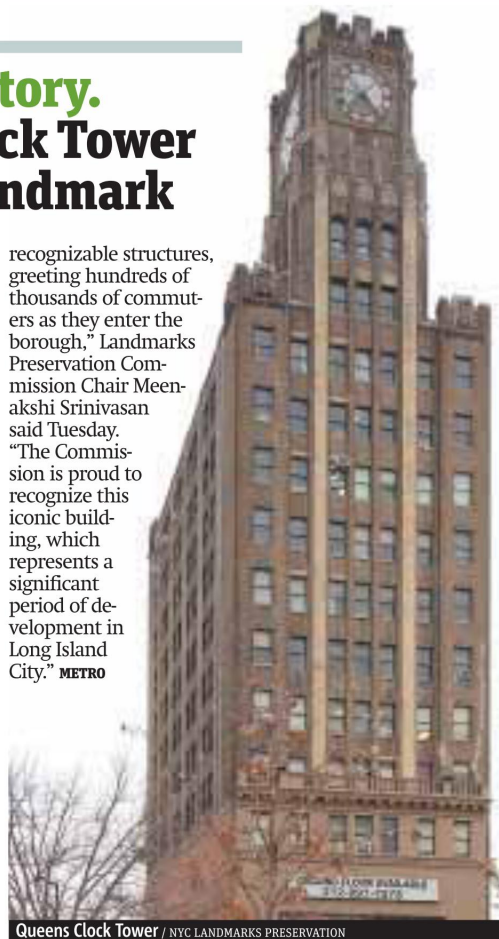 tory.
ck Tower
ndmark
recognizable structures,
greeting hundreds of
thousands of commut-
ers as they enter the
borough,” Landmarks
Preservation Com-
mission Chair Meen-
akshi Srinivasan
said Tuesday.
“The Commis-
sion is proud to
recognize this
iconic build-
ing, which
represents a
significant
period of de-
velopment in
Long Island
City.” METRO
Queens Clock Tower / NYC LANDMARKS PRESERVATION